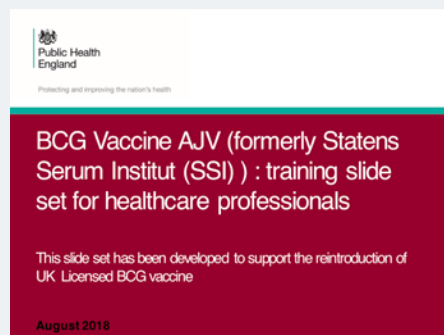 Public Health
England
Protecting and improving the nation's health
BCG Vaccine AJV (formerly Statens
Serum Institut (SSI) ) : training slide
set for healthcare professionals
This slide set has been developed to support the reintroduction of
UK Licensed BCG vaccine
August 2018